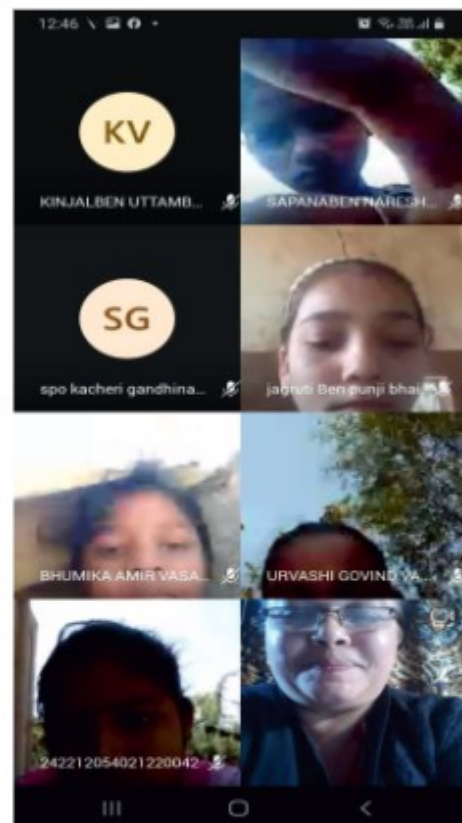 12:46
KV
KINJALBEN UTTAMB...
SAPANABEN NARESH...
SG
spo kacheri gandhina...
jagruti Ben punji bhai
BHUMIKA AMIR VASA...
URVASHI GOVIND VA...
242212054021220042